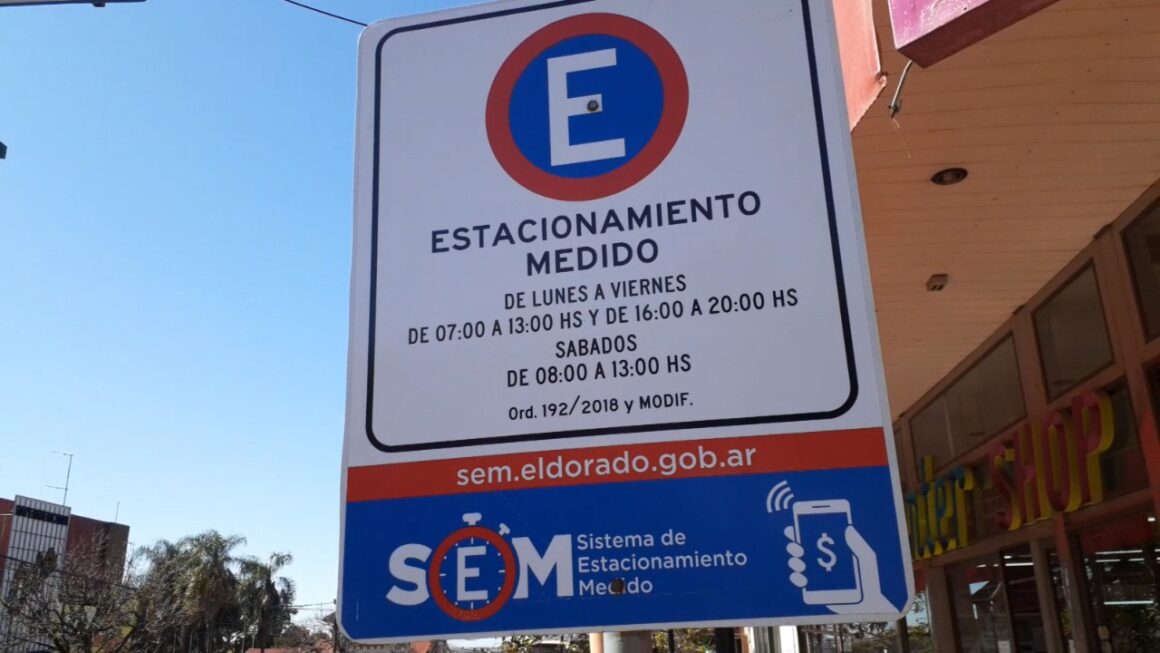 E
ESTACIONAMIENTO
MEDIDO
DE LUNES A VIERNES
DE 07:00 A 13:00 HS Y DE 16:00 A 20:00 HS
SABADOS
DE 08:00 A 13:00 HS
Ord. 192/2018 y MODIF.
sem.eldorado.gob.ar
SEM
Sistema de
Estacionamiento
Medido
$
SHOP